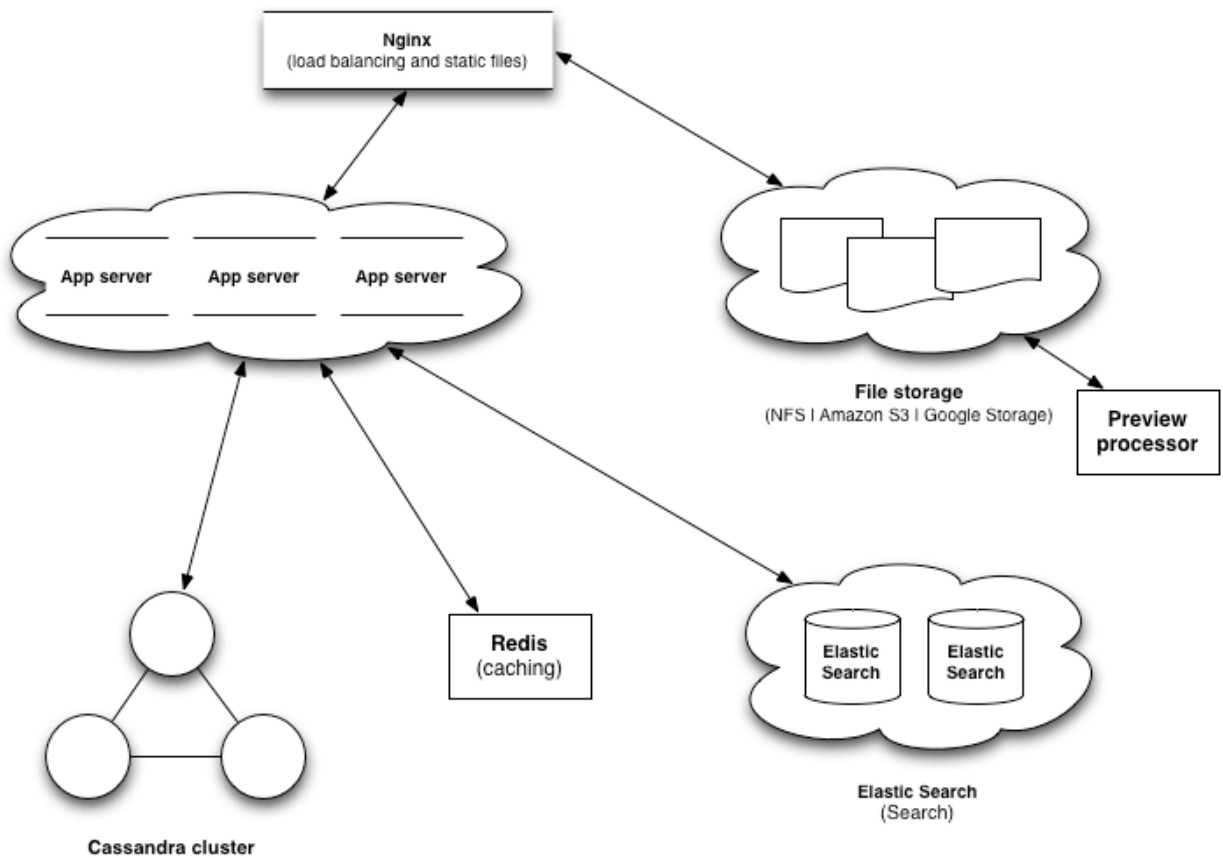 Nginx
(load balancing and static files)
App server
App server
App server
File storage
(NFS | Amazon S3 | Google Storage)
Preview
processor
Redis
(caching)
Elastic
Search
Elastic
Search
Elastic Search
(Search)
Cassandra cluster